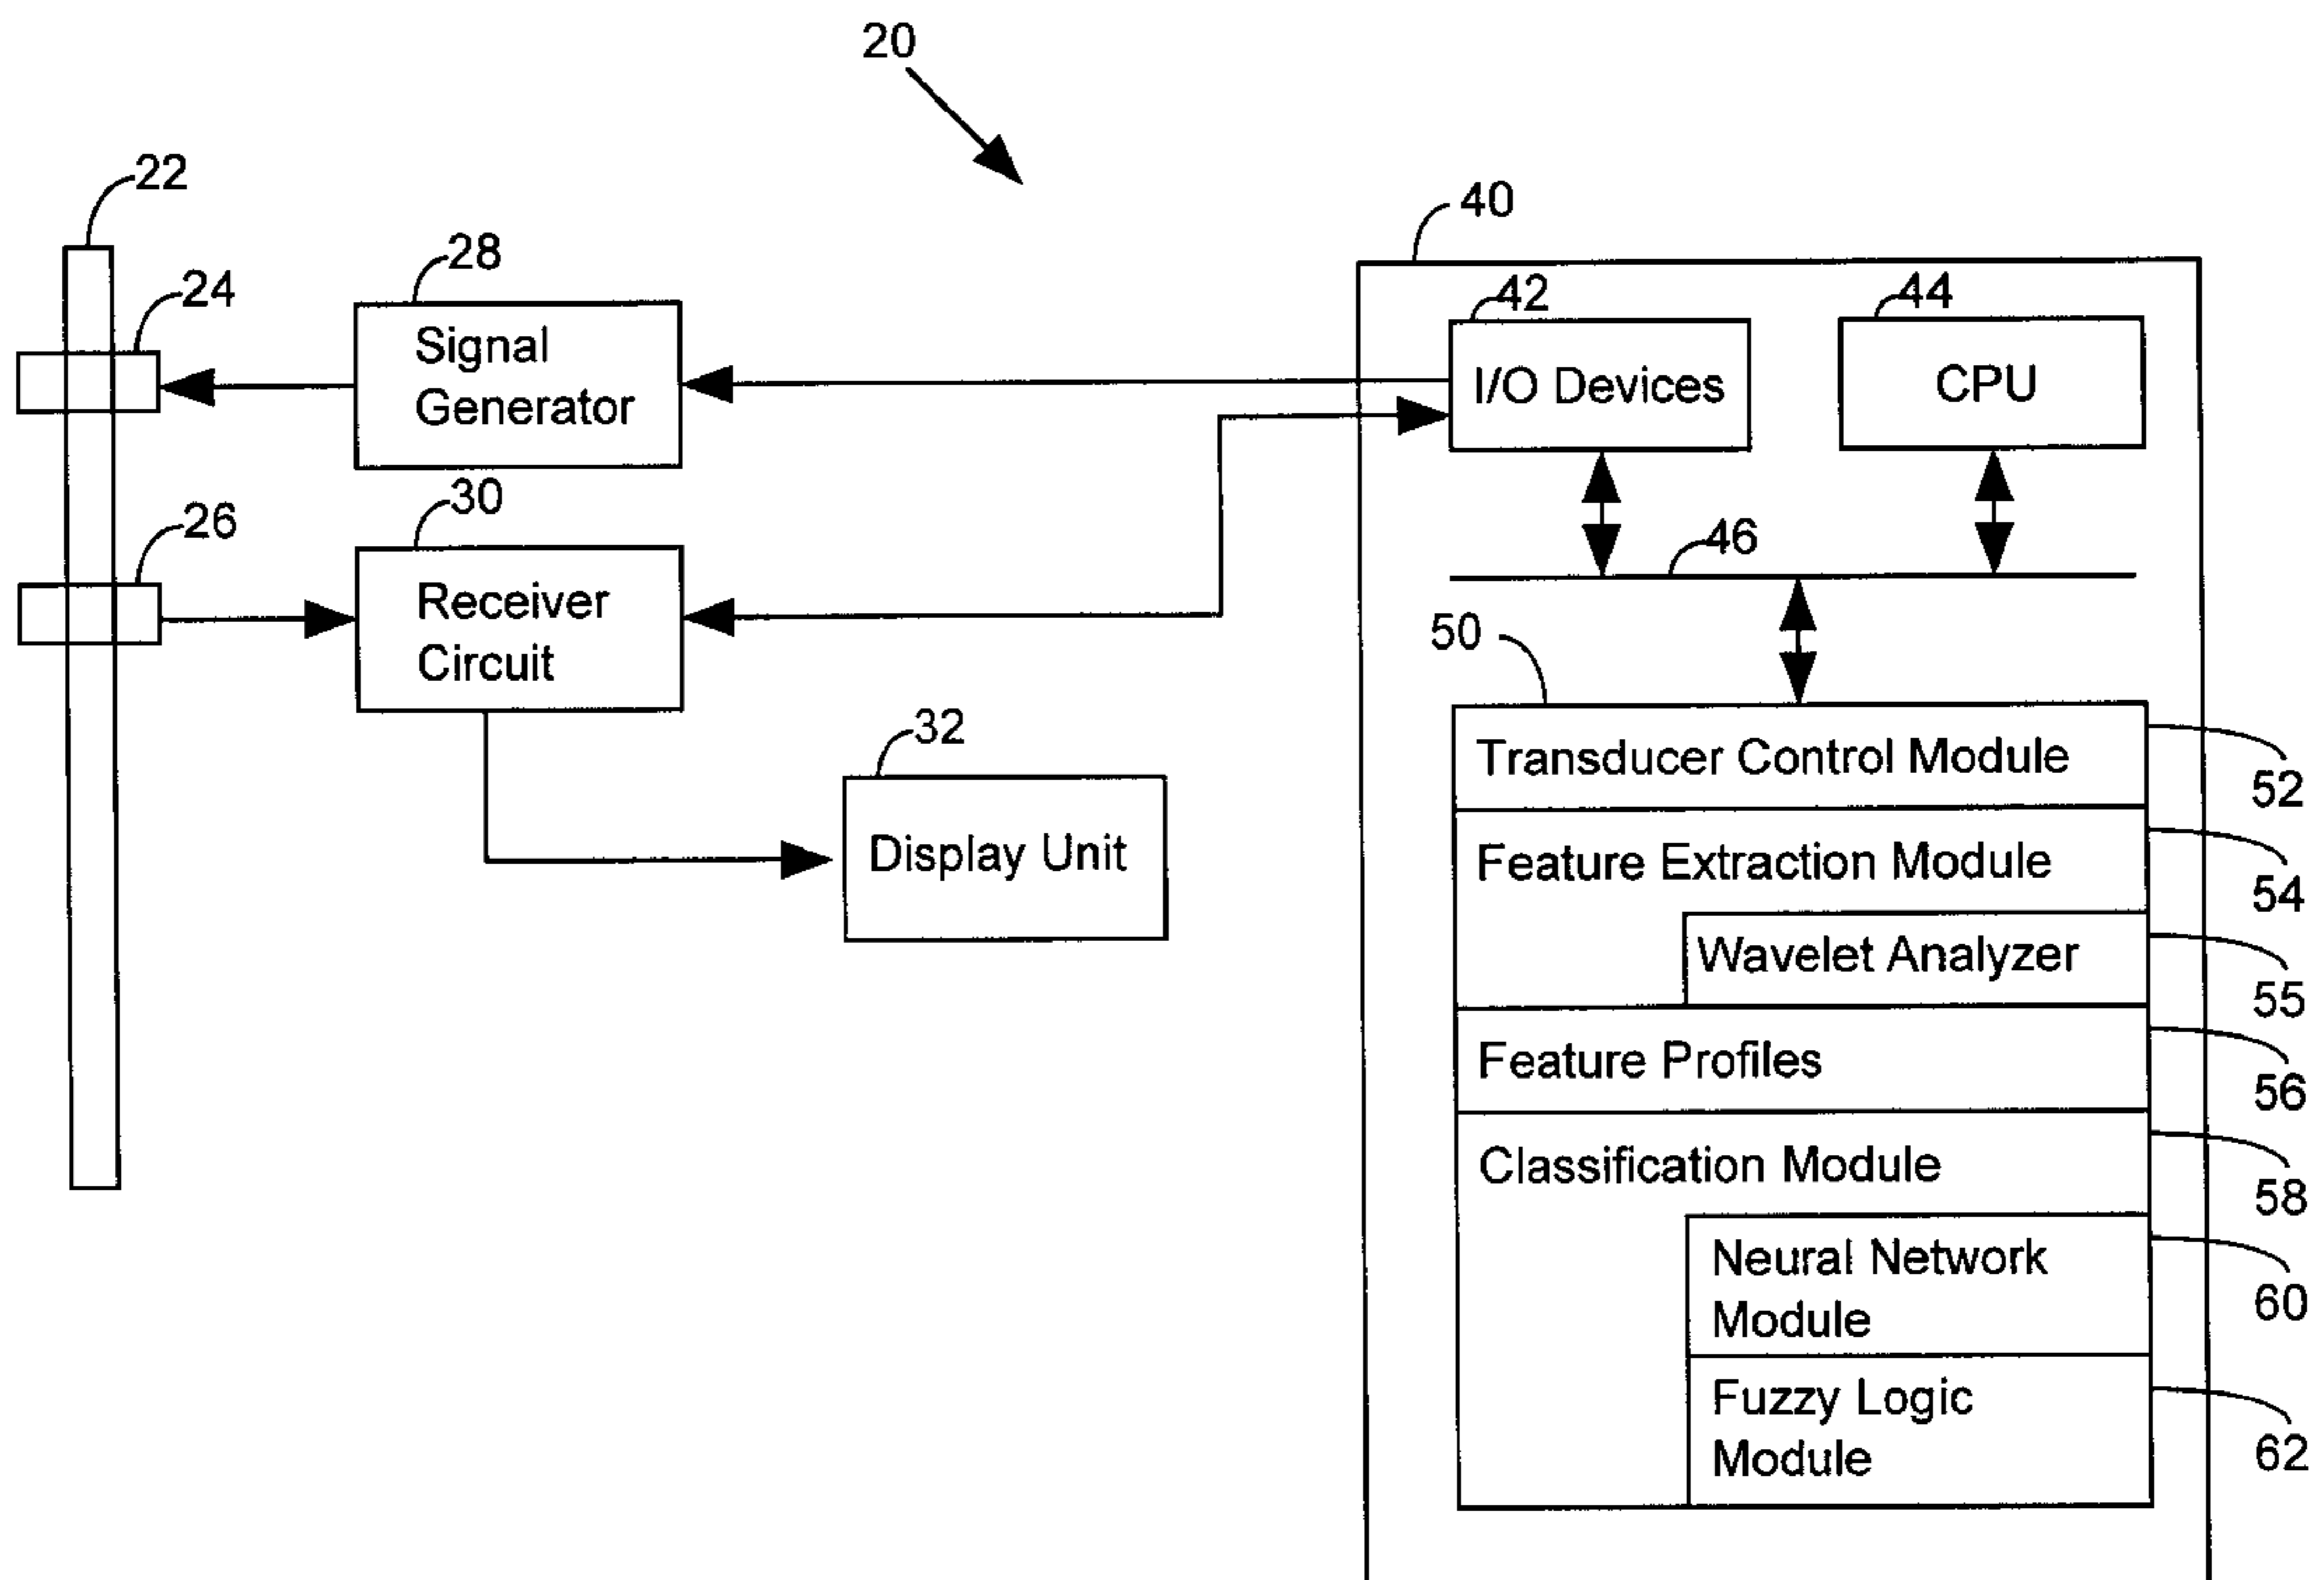 20
22
24
26
28
Signal
Generator
30
Receiver
Circuit
32
Display Unit
40
42
I/O Devices
44
CPU
46
50
Transducer Control Module
52
Feature Extraction Module
54
Wavelet Analyzer
55
Feature Profiles
56
Classification Module
58
Neural Network
Module
60
Fuzzy Logic
Module
62